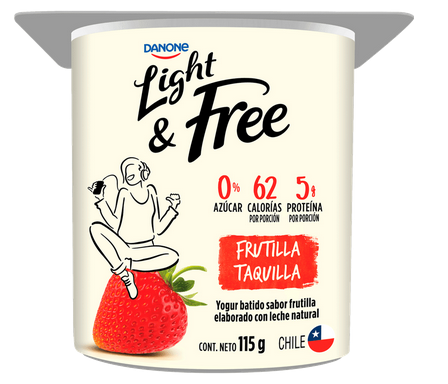 DANONE
Light
& Free
0% 62 5g
AZÚCAR CALORÍAS PROTEÍNA
POR PORCIÓN POR PORCIÓN
FRUTILLA
TAQUILLA
Yogur batido sabor frutilla
elaborado con leche natural
CONT. NETO 115 g CHILE